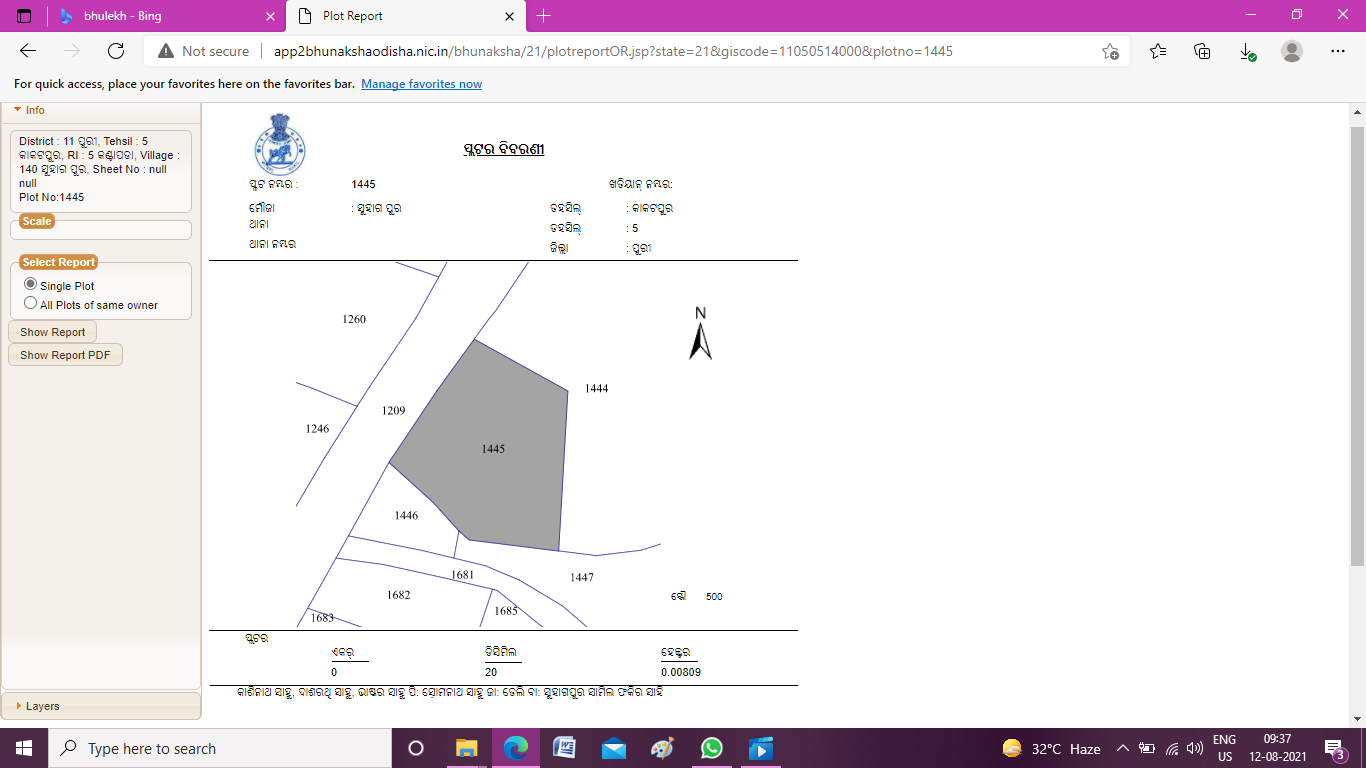 bhulekh - Bing
Plot Report
Not secure | app2bhunakshaodisha.nic.in/bhunaksha/21/plotreportOR.jsp?state=21&giscode=11050514000&plotno=1445
For quick access, place your favorites here on the favorites bar. Manage favorites now
Info
District : 11 ପୁରୀ, Tehsil : 5
କାକଟପୁର, RI : 5 କଣ୍ଟାପଡା, Village :
140 ସୁହାଗ ପୁର, Sheet No : null
null
Plot No:1445
Scale
Select Report
Single Plot
All Plots of same owner
Show Report
Show Report PDF
Layers
ପ୍ଲଟର ବିବରଣୀ
ପ୍ଲଟ ନମ୍ବର : 1445 ଖତିୟାନ୍ ନମ୍ବର:
ମୌଜା : ସୁହାଗ ପୁର ତହସିଲ୍ : କାକଟପୁର
ଥାନା ତହସିଲ୍ : 5
ଥାନା ନମ୍ବର ଜିଲ୍ଲା : ପୁରୀ
N
1260
1444
1209
1246
1445
1446
1681
1447
1682
1685
1683
500
ପ୍ଲଟର
ଏକର୍ ଡିସିମିଲ ହେକ୍ଟର
0 20 0.00809
କାଶିନାଥ ସାହୁ, ଦାଶରଥି ସାହୁ, ଭାଷ୍କର ସାହୁ ପି: ସୋମନାଥ ସାହୁ ଜା: ତେଲି ବା: ସୁହାଗପୁର ସାମିଲ ଫକିର ସାହି
Type here to search
32°C Haze
ENG
US
09:37
12-08-2021
3